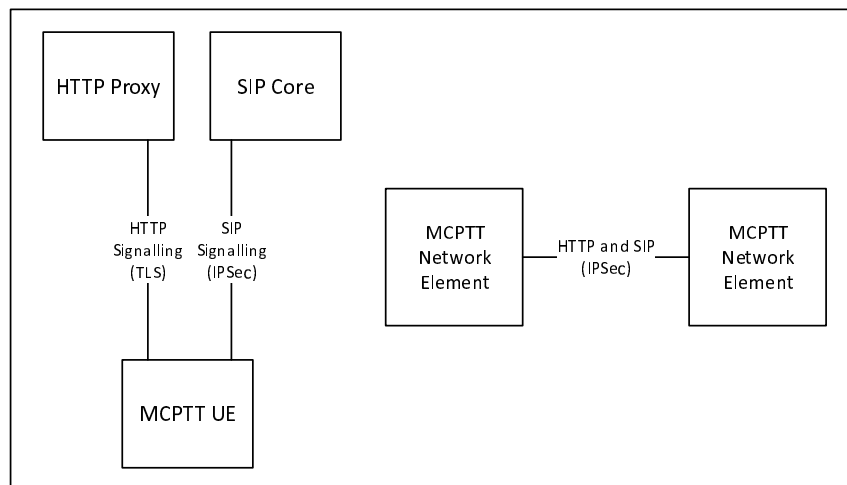 HTTP Proxy
SIP Core
HTTP
Signalling
(TLS)
SIP
Signalling
(IPSec)
MCPTT UE
MCPTT
Network
Element
HTTP and SIP
(IPSec)
MCPTT
Network
Element